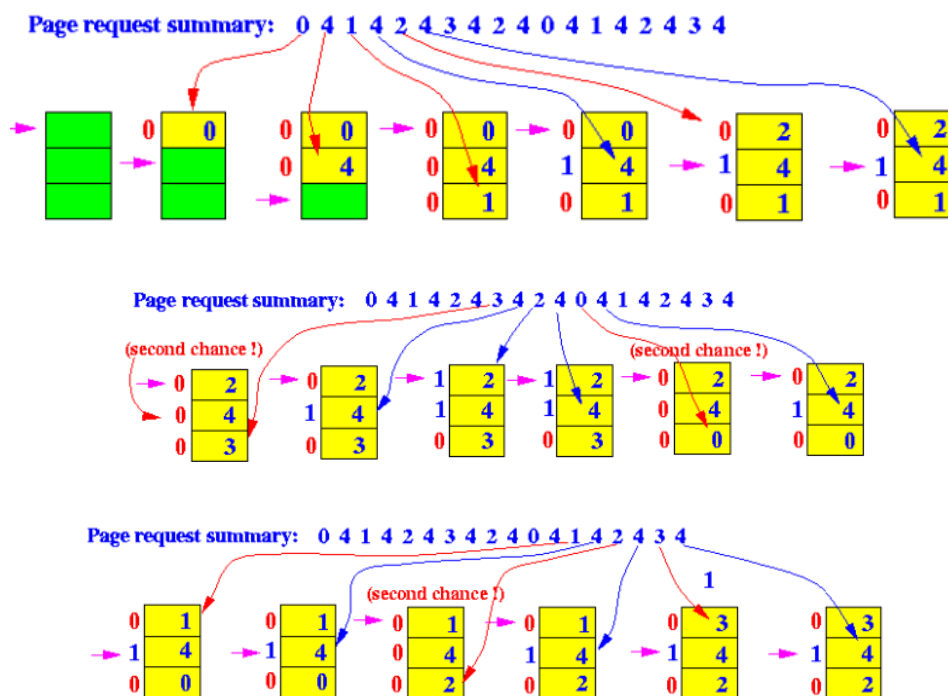 Page request summary: 0 4 1 4 2 4 3 4 2 4 0 4 1 4 2 4 3 4
0 0 0 0 0 0 0 0 0 2 0 2
0 4 0 4 1 4 1 4 1 4
0 1 0 1 0 1 0 1
Page request summary: 0 4 1 4 2 4 3 4 2 4 0 4 1 4 2 4 3 4
(second chance !) (second chance !)
0 2 0 2 1 2 1 2 0 2 0 2
0 4 1 4 1 4 1 4 0 4 1 4
0 3 0 3 0 3 0 3 0 0 0 0
Page request summary: 0 4 1 4 2 4 3 4 2 4 0 4 1 4 2 4 3 4
1
(second chance !)
0 1 0 1 0 1 0 1 0 3 0 3
1 4 1 4 0 4 1 4 1 4 1 4
0 0 0 0 0 2 0 2 0 2 0 2